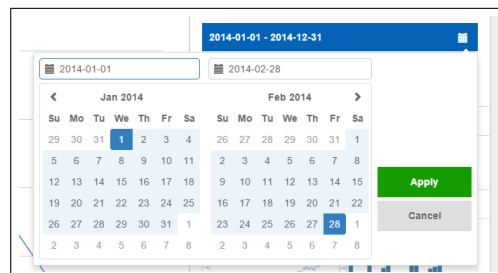 2014-01-01 - 2014-12-31
2014-01-01 2014-02-28
Jan 2014 Feb 2014
Su Mo Tu We Th Fr Sa Su Mo Tu We Th Fr Sa
29 30 31 1 2 3 4 26 27 28 29 30 31 1
5 6 7 8 9 10 11 2 3 4 5 6 7 8
12 13 14 15 16 17 18 9 10 11 12 13 14 15
19 20 21 22 23 24 25 16 17 18 19 20 21 22
26 27 28 29 30 31 1 23 24 25 26 27 28 1
2 3 4 5 6 7 8 2 3 4 5 6 7 8
Apply
Cancel